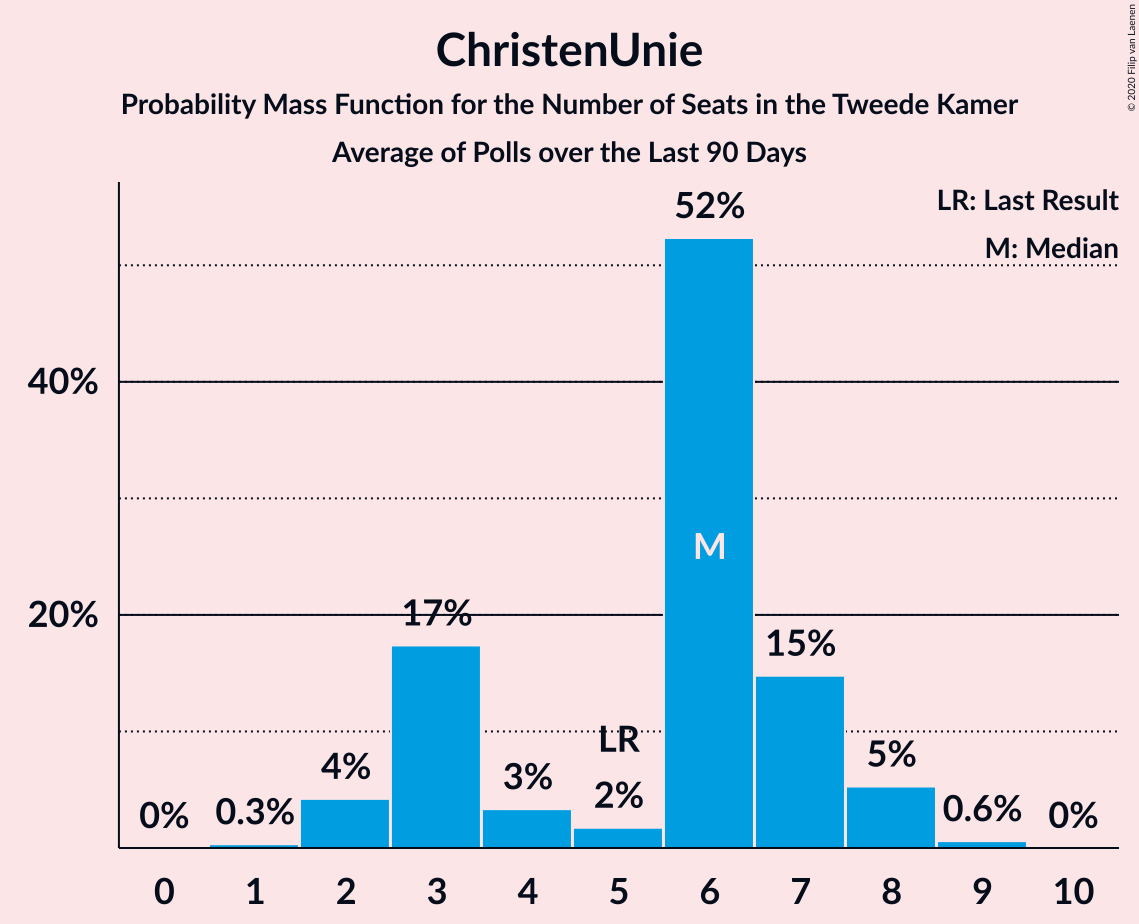 ChristenUnie
Probability Mass Function for the Number of Seats in the Tweede Kamer
Average of Polls over the Last 90 Days
© 2020 Filip van Laenen
LR: Last Result
M: Median
52%
40%
M
20%
17%
15%
LR
4%
3%
2%
5%
0%
0.3%
0.6%
0%
0 1 2 3 4 5 6 7 8 9 10